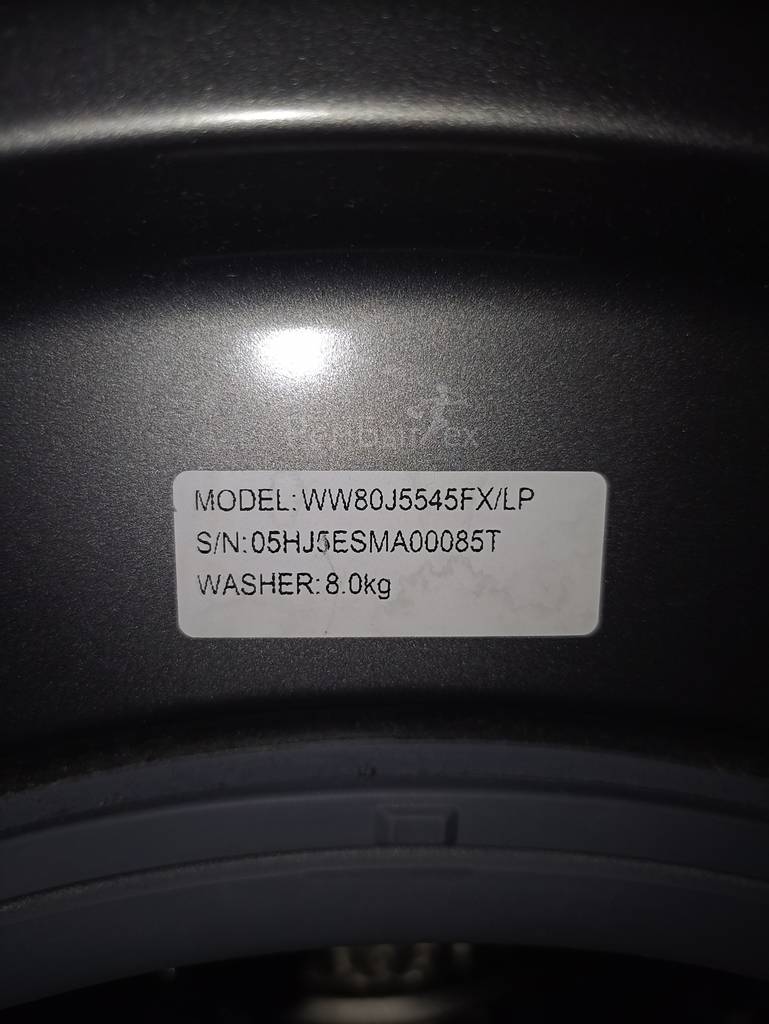 MODEL: WW80J5545FX/LP
S/N: 05HJ5ESMA00085T
WASHER: 8.0kg